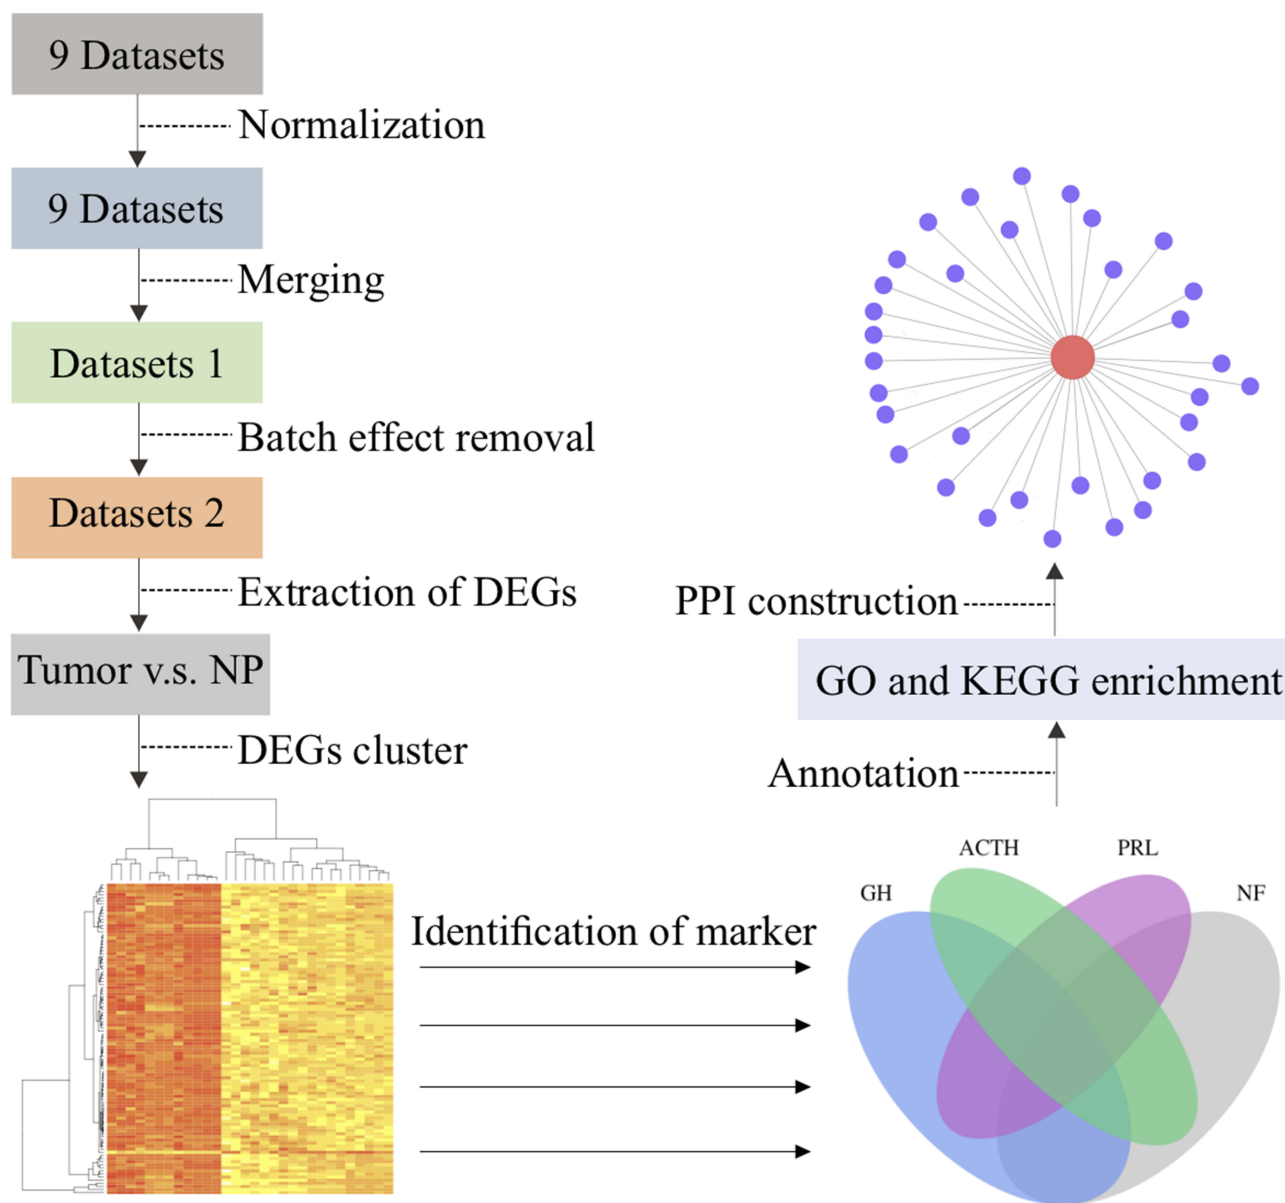 9 Datasets
Normalization
9 Datasets
Merging
Datasets 1
Batch effect removal
Datasets 2
Extraction of DEGs
Tumor v.s. NP
DEGs cluster
Identification of marker
GH
ACTH
PRL
NF
Annotation
GO and KEGG enrichment
PPI construction